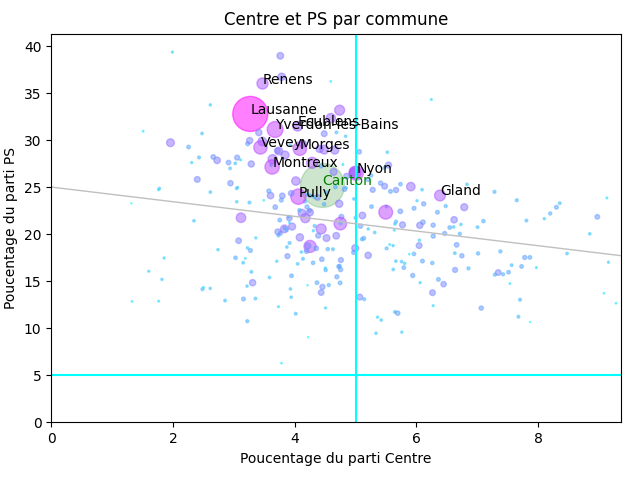 Centre et PS par commune
Poucentage du parti PS
40
35
30
25
20
15
10
5
0
Renens
Lausanne
Ecublens
Yverdon-les-Bains
Vevey
Morges
Montreux
Nyon
Canton
Pully
Gland
0 2 4 6 8
Poucentage du parti Centre